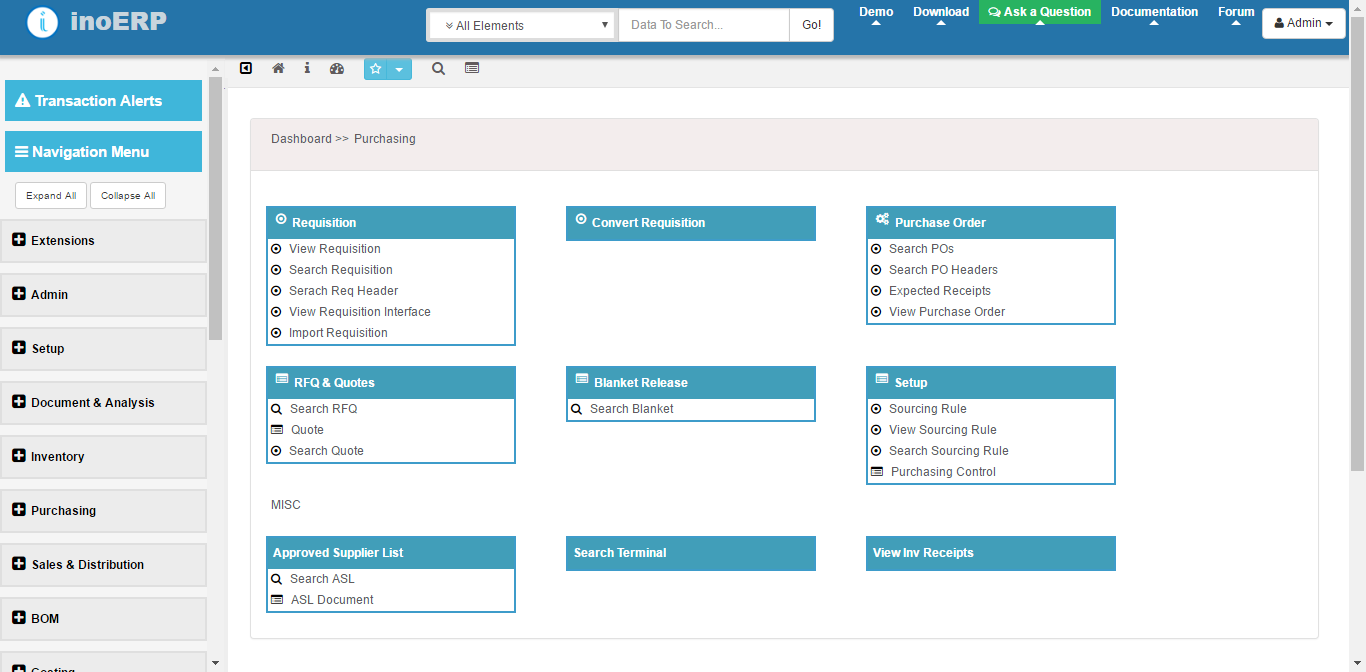 inoERP
All Elements
Data To Search...
Go!
Demo
Download
Ask a Question
Documentation
Forum
Admin
Transaction Alerts
Navigation Menu
Expand All
Collapse All
Extensions
Admin
Setup
Document & Analysis
Inventory
Purchasing
Sales & Distribution
BOM
Costing
Dashboard >> Purchasing
Requisition
View Requisition
Search Requisition
Serach Req Header
View Requisition Interface
Import Requisition
Convert Requisition
Purchase Order
Search POs
Search PO Headers
Expected Receipts
View Purchase Order
RFQ & Quotes
Search RFQ
Quote
Search Quote
Blanket Release
Search Blanket
Setup
Sourcing Rule
View Sourcing Rule
Search Sourcing Rule
Purchasing Control
MISC
Approved Supplier List
Search ASL
ASL Document
Search Terminal
View Inv Receipts